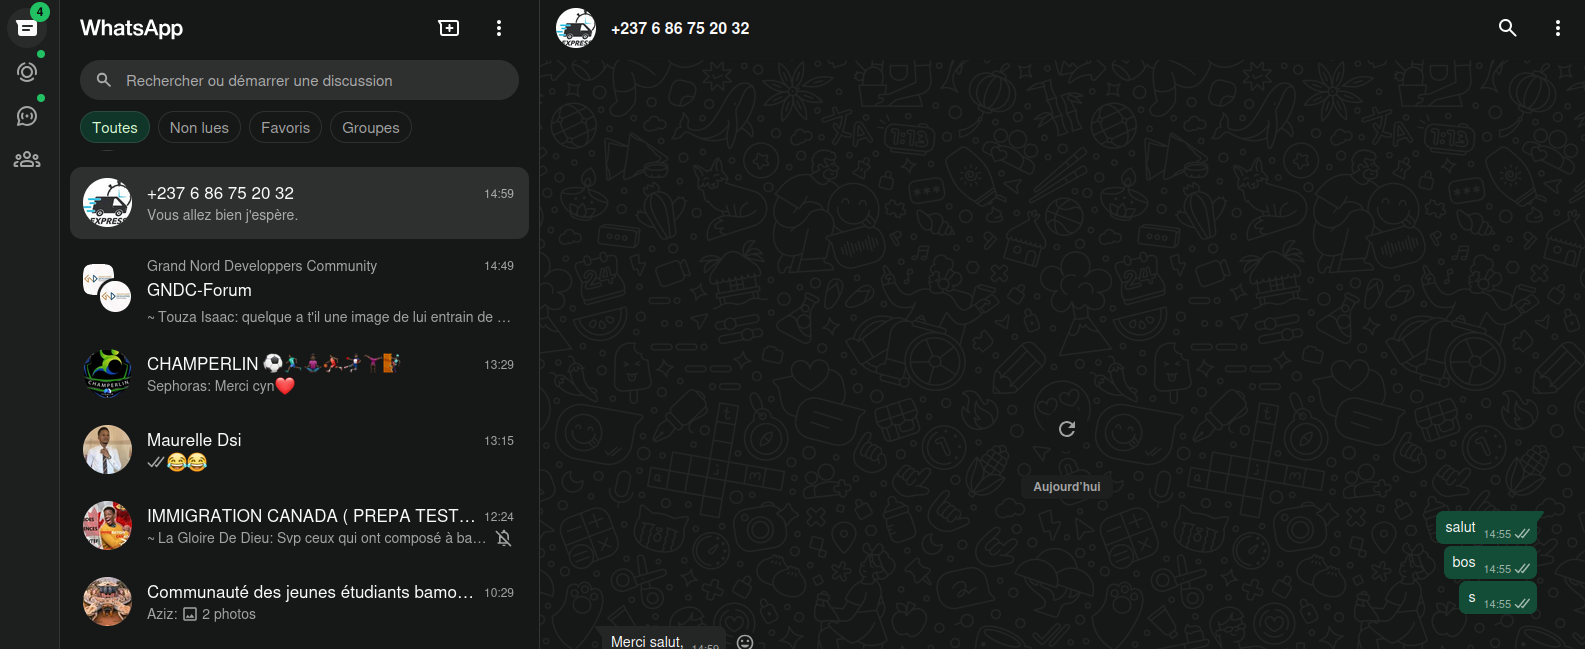 4
WhatsApp
Rechercher ou démarrer une discussion
Toutes
Non lues
Favoris
Groupes
+237 6 86 75 20 32
14:59
Vous allez bien j'espère.
Grand Nord Developpers Community
14:49
GNDC-Forum
~ Touza Isaac: quelque a t'il une image de lui entrain de …
CHAMPERLIN ⚽
13:29
Sephoras: Merci cyn❤️
Maurelle Dsi
13:15
😂😂
IMMIGRATION CANADA ( PREPA TEST…
12:24
~ La Gloire De Dieu: Svp ceux qui ont composé à ba…
Communauté des jeunes étudiants bamo…
10:29
Aziz: 2 photos
EXPRESS
CHAMPERLIN
+237 6 86 75 20 32
Aujourd'hui
salut 14:55
bos 14:55
s 14:55
Merci salut, 14:59